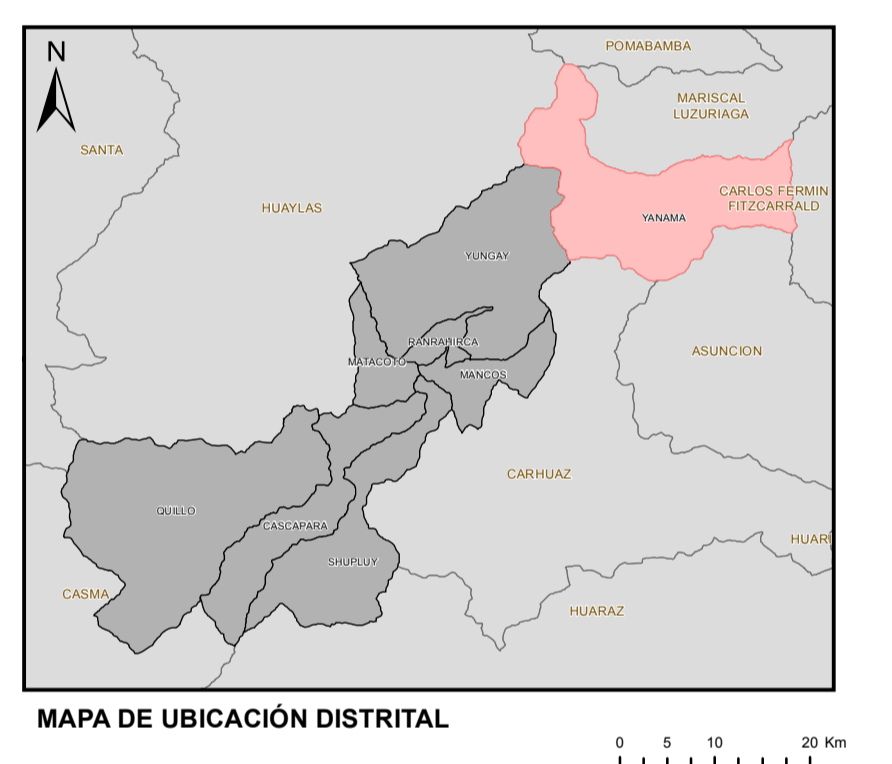 N
POMABAMBA
MARISCAL
LUZURIAGA
SANTA
CARLOS FERMIN
FITZCARRALD
HUAYLAS
YANAMA
YUNGAY
RANRAHIRCA
ASUNCION
MATACOTO
MANCOS
CARHUAZ
QUILLO
CASCAPARA
HUARI
SHUPLUY
CASMA
HUARAZ
MAPA DE UBICACIÓN DISTRITAL
0 5 10 20 Km